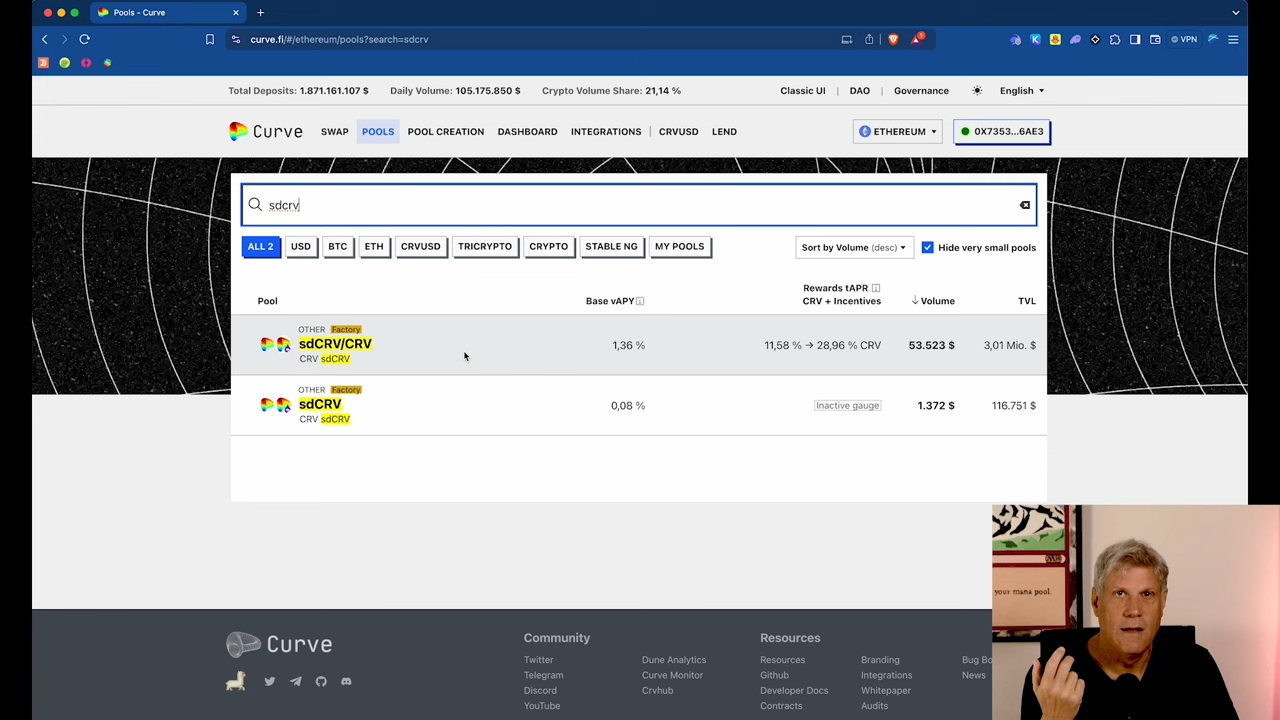 Pools - Curve
curve.fi/#/ethereum/pools?search=sdcrv
VPN
Total Deposits: 1.871.161.107 $ Daily Volume: 105.175.850 $ Crypto Volume Share: 21,14 %
Classic UI | DAO | Governance English
Curve SWAP POOLS POOL CREATION DASHBOARD INTEGRATIONS | CRVUSD LEND ETHEREUM 0X7353...6AE3
sdcrv
ALL 2 USD BTC ETH CRVUSD TRICRYPTO CRYPTO STABLE NG MY POOLS Sort by Volume (desc) Hide very small pools
Pool Base vAPY Rewards tAPR
CRV + Incentives Volume TVL
OTHER Factory
sdCRV/CRV
CRV sdCRV
1,36 % 11,58 % → 28,96 % CRV 53.523 $ 3,01 Mio. $
OTHER Factory
sdCRV
CRV sdCRV
0,08 % Inactive gauge 1.372 $ 116.751 $
Curve
Community
Twitter
Telegram
Discord
YouTube
Dune Analytics
Curve Monitor
Crvhub
Resources
Resources
Github
Developer Docs
Contracts
Branding
Integrations
Whitepaper
Audits
Bug Bo
News
your mana pool.